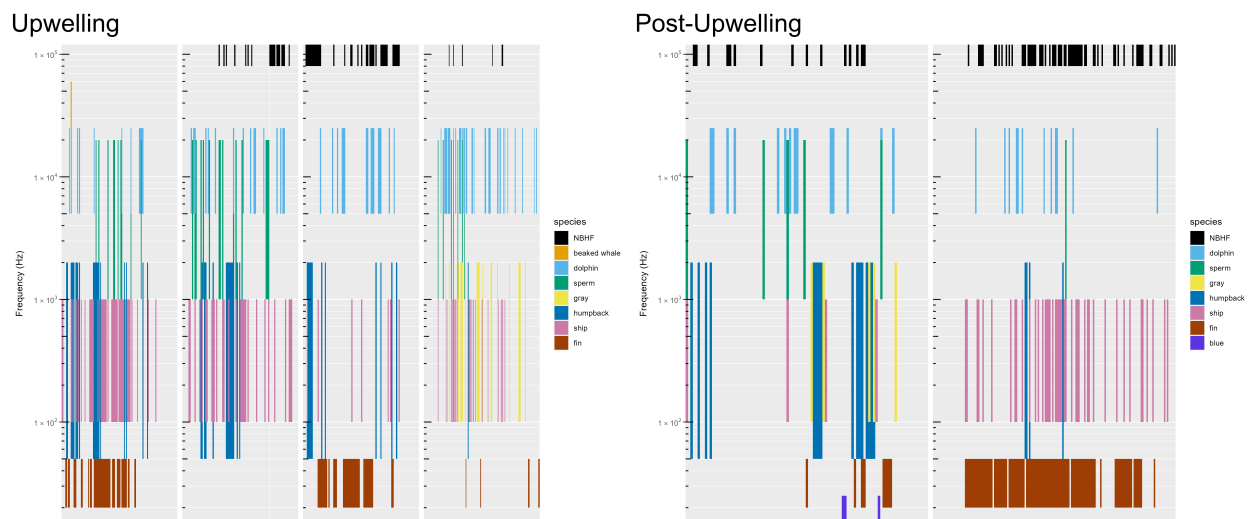 Upwelling
Frequency (Hz)
1 × 10⁵
1 × 10⁴
1 × 10³
1 × 10²
species
NBHF
beaked whale
dolphin
sperm
gray
humpback
ship
fin
Post-Upwelling
Frequency (Hz)
1 × 10⁵
1 × 10⁴
1 × 10³
1 × 10²
species
NBHF
dolphin
sperm
gray
humpback
ship
fin
blue